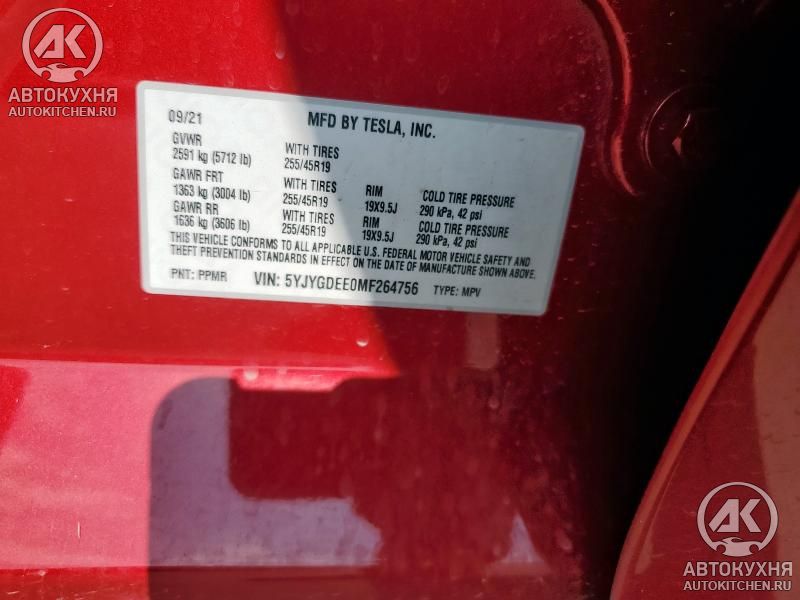 AK
АВТОКУХНЯ
AUTOKITCHEN.RU
09/21 MFD BY TESLA, INC.
GVWR
2591 kg (5712 lb) WITH TIRES
255/45R19
GAWR FRT WITH TIRES RIM COLD TIRE PRESSURE
1363 kg (3004 lb) 255/45R19 19X9.5J 290 kPa, 42 psi
GAWR RR WITH TIRES RIM COLD TIRE PRESSURE
1636 kg (3606 lb) 255/45R19 19X9.5J 290 kPa, 42 psi
THIS VEHICLE CONFORMS TO ALL APPLICABLE U.S. FEDERAL MOTOR VEHICLE SAFETY AND
THEFT PREVENTION STANDARDS IN EFFECT ON THE DATE OF MANUFACTURE SHOWN ABOVE.
PNT: PPMR VIN: 5YJYGDEE0MF264756 TYPE: MPV
AK
АВТОКУХНЯ
AUTOKITCHEN.RU